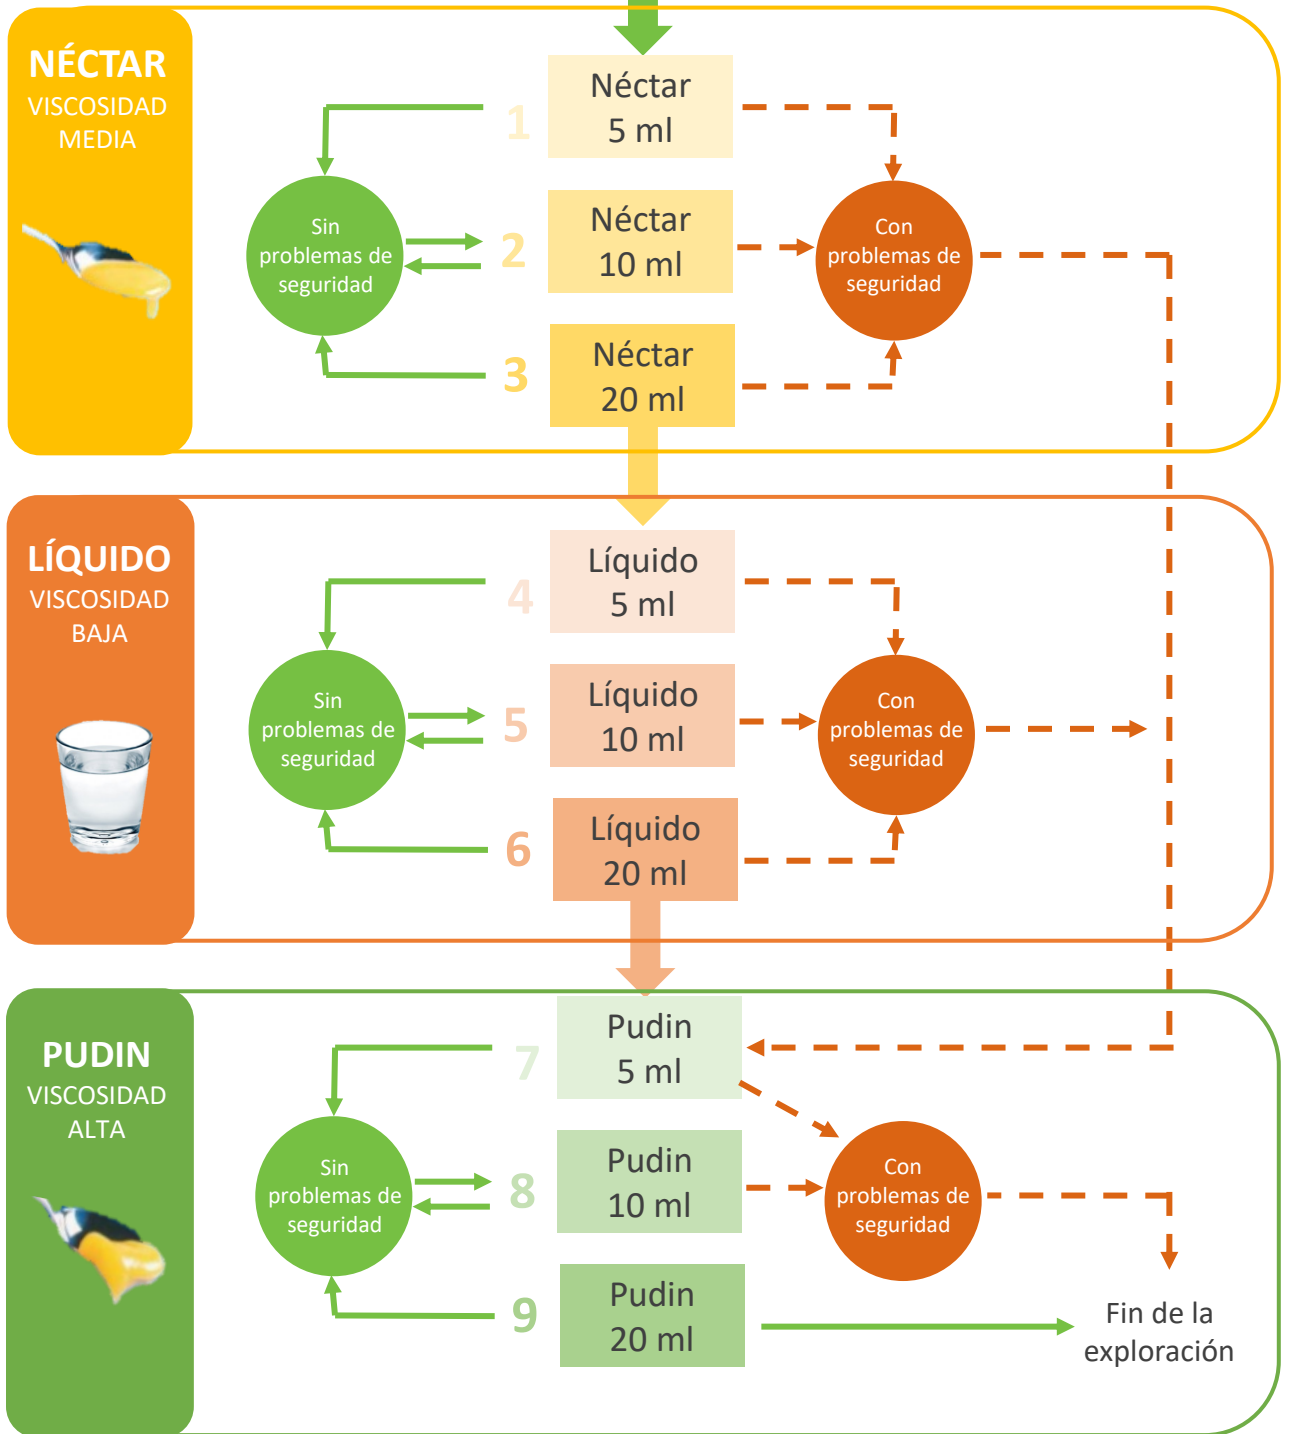 NÉCTAR
VISCOSIDAD
MEDIA
1
Néctar
5 ml
Sin
problemas de
seguridad
2
Néctar
10 ml
Con
problemas de
seguridad
3
Néctar
20 ml
LÍQUIDO
VISCOSIDAD
BAJA
4
Líquido
5 ml
Sin
problemas de
seguridad
5
Líquido
10 ml
Con
problemas de
seguridad
6
Líquido
20 ml
PUDIN
VISCOSIDAD
ALTA
7
Pudin
5 ml
Sin
problemas de
seguridad
8
Pudin
10 ml
Con
problemas de
seguridad
9
Pudin
20 ml
Fin de la
exploración